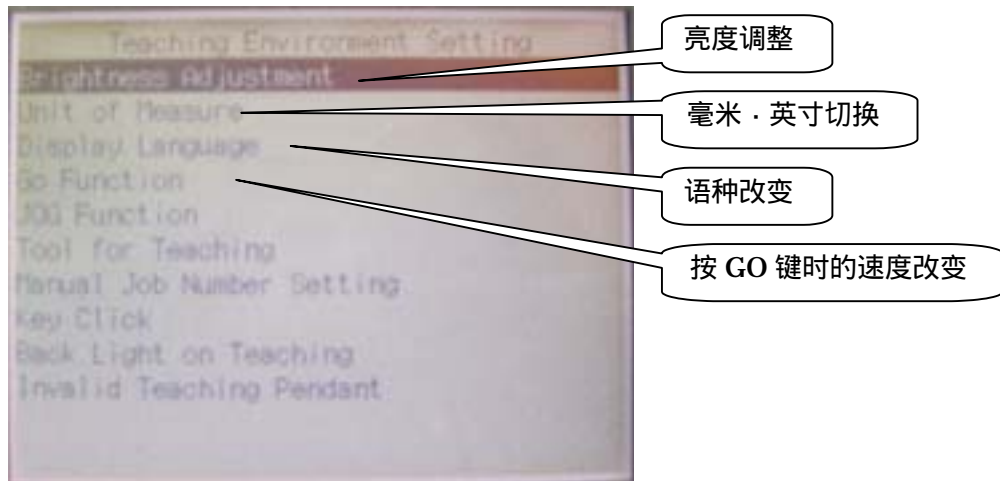 Teaching Environment Setting
Brightness Adjustment
亮度调整
Unit of Measure
毫米·英寸切换
Display Language
语种改变
Go Function
按 GO 键时的速度改变
JOG Function
Tool for Teaching
Manual Job Number Setting
Key Click
Back Light on Teaching
Invalid Teaching Pendant